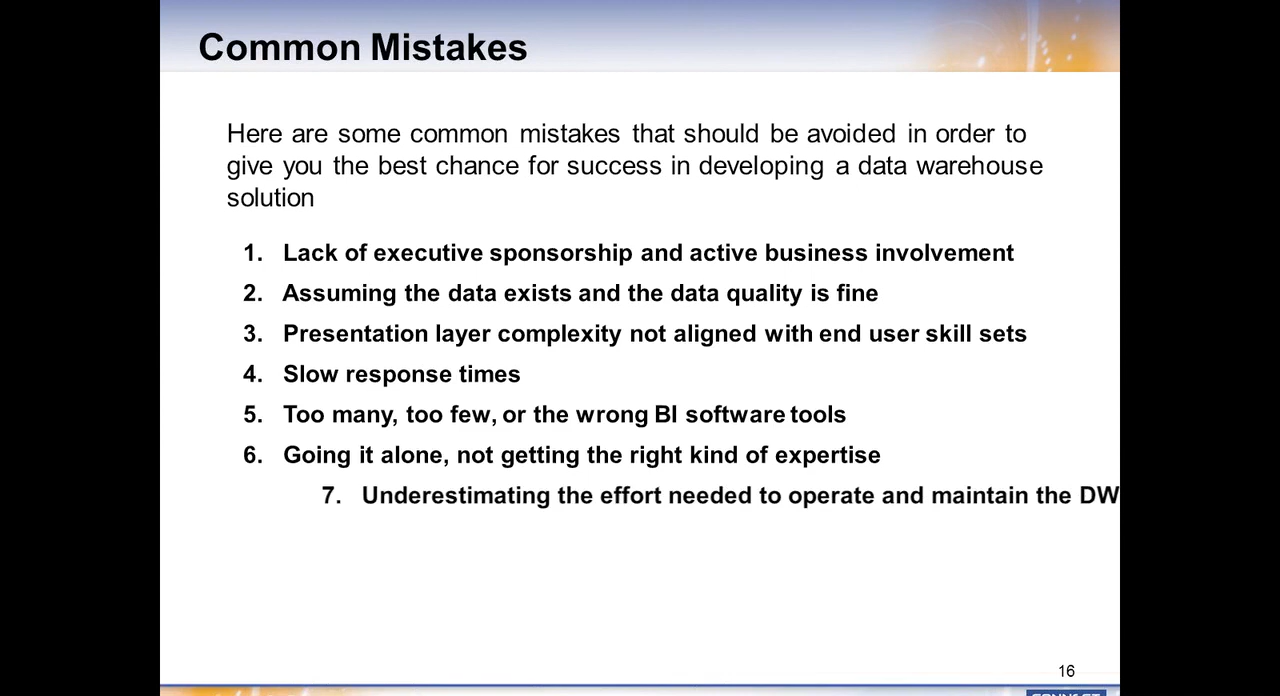 Common Mistakes
Here are some common mistakes that should be avoided in order to
give you the best chance for success in developing a data warehouse
solution
1. Lack of executive sponsorship and active business involvement
2. Assuming the data exists and the data quality is fine
3. Presentation layer complexity not aligned with end user skill sets
4. Slow response times
5. Too many, too few, or the wrong BI software tools
6. Going it alone, not getting the right kind of expertise
7. Underestimating the effort needed to operate and maintain the DW
16